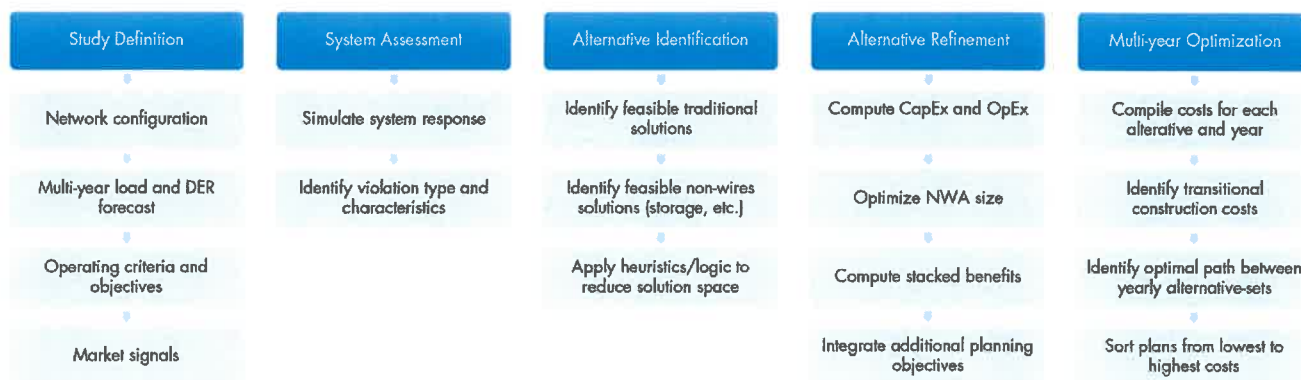 Study Definition
Network configuration
Multi-year load and DER
forecast
Operating criteria and
objectives
Market signals
System Assessment
Simulate system response
Identify violation type and
characteristics
Alternative Identification
Identify feasible traditional
solutions
Identify feasible non-wires
solutions (storage, etc.)
Apply heuristics/logic to
reduce solution space
Alternative Refinement
Compute CapEx and OpEx
Optimize NWA size
Compute stacked benefits
Integrate additional planning
objectives
Multi-year Optimization
Compile costs for each
alterative and year
Identify transitional
construction costs
Identify optimal path between
yearly alternative-sets
Sort plans from lowest to
highest costs